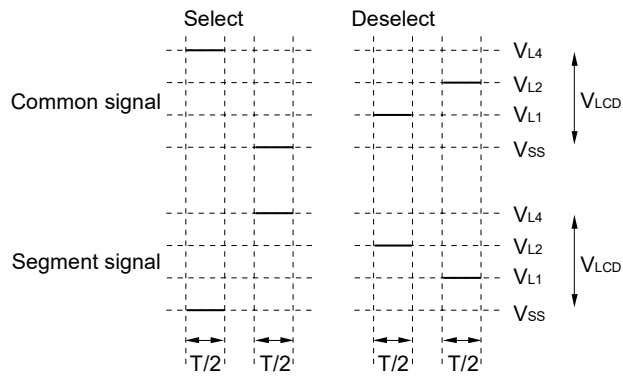 Select Deselect
VL4
VL2
Common signal VLCD
VL1
VSS
VL4
VL2
Segment signal VLCD
VL1
VSS
T/2 T/2 T/2 T/2